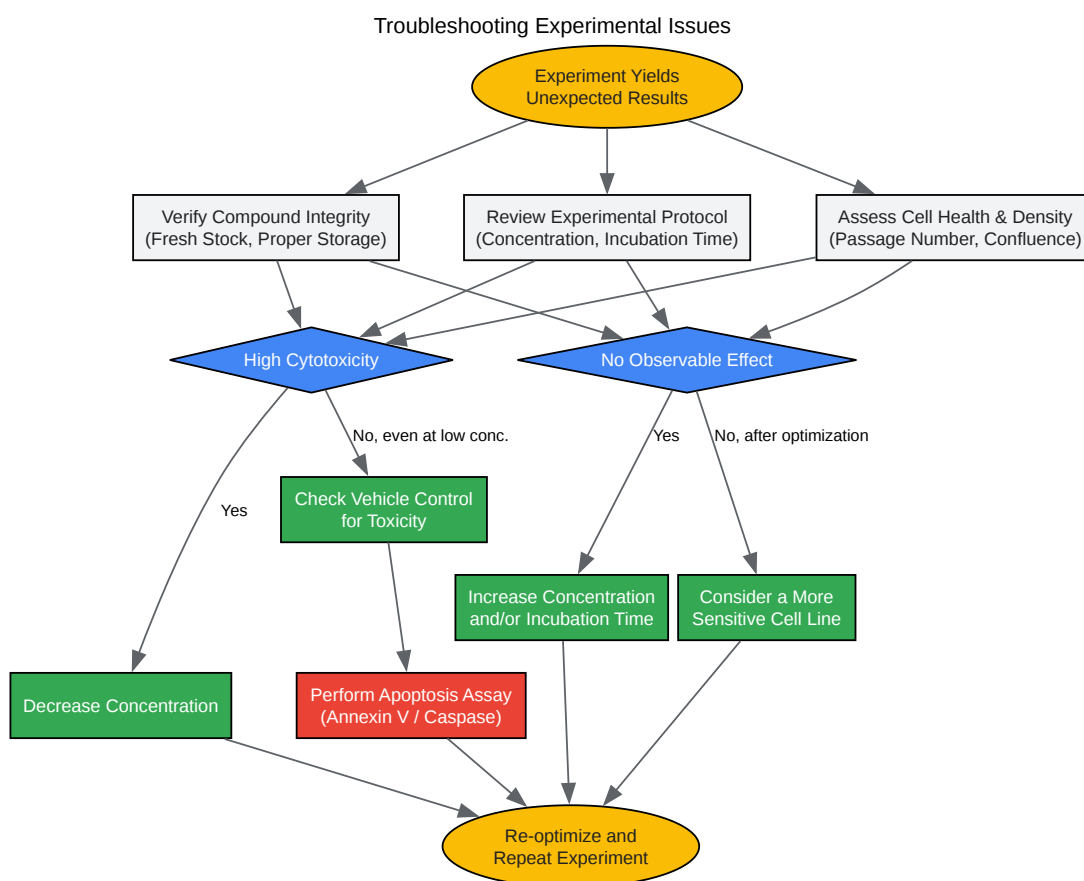 Troubleshooting Experimental Issues
Experiment Yields
Unexpected Results
Verify Compound Integrity
(Fresh Stock, Proper Storage)
Review Experimental Protocol
(Concentration, Incubation Time)
Assess Cell Health & Density
(Passage Number, Confluence)
High Cytotoxicity
No Observable Effect
No, even at low conc.
Yes
No, after optimization
Yes
Check Vehicle Control
for Toxicity
Increase Concentration
and/or Incubation Time
Consider a More
Sensitive Cell Line
Decrease Concentration
Perform Apoptosis Assay
(Annexin V / Caspase)
Re-optimize and
Repeat Experiment